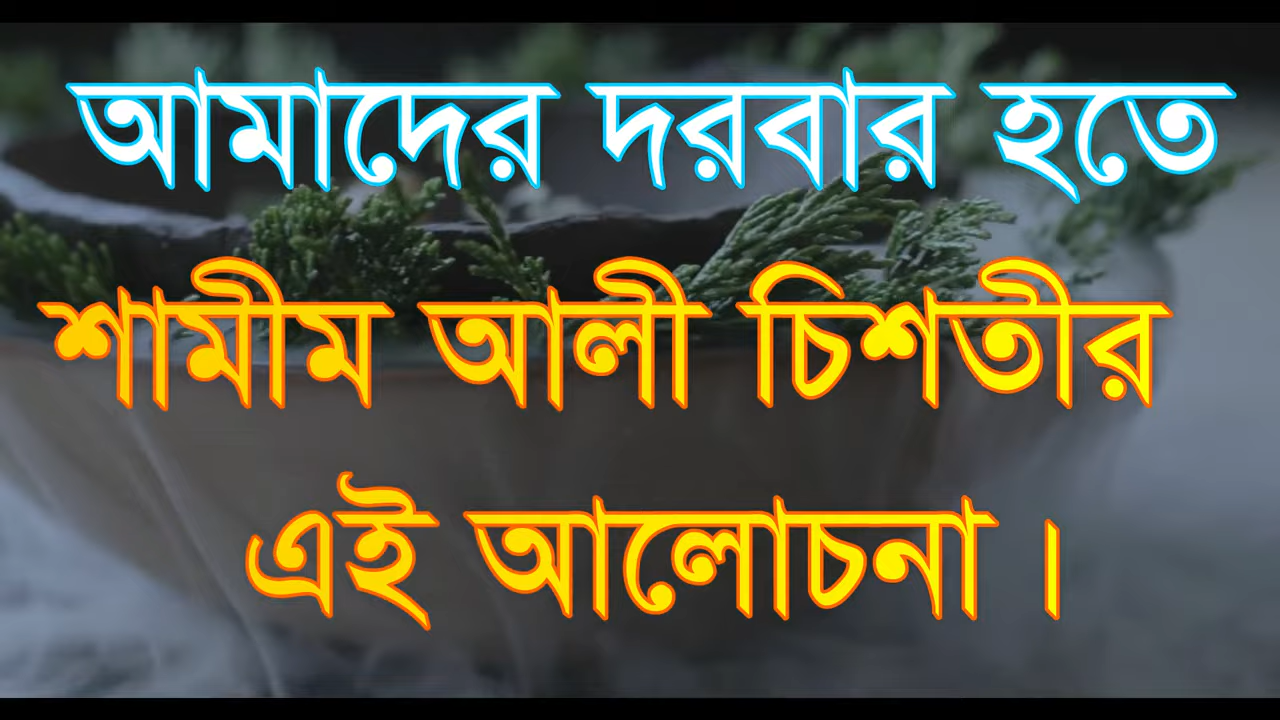 আমাদের দরবার হতে
শামীম আলী চিশতীর
এই আলোচনা।